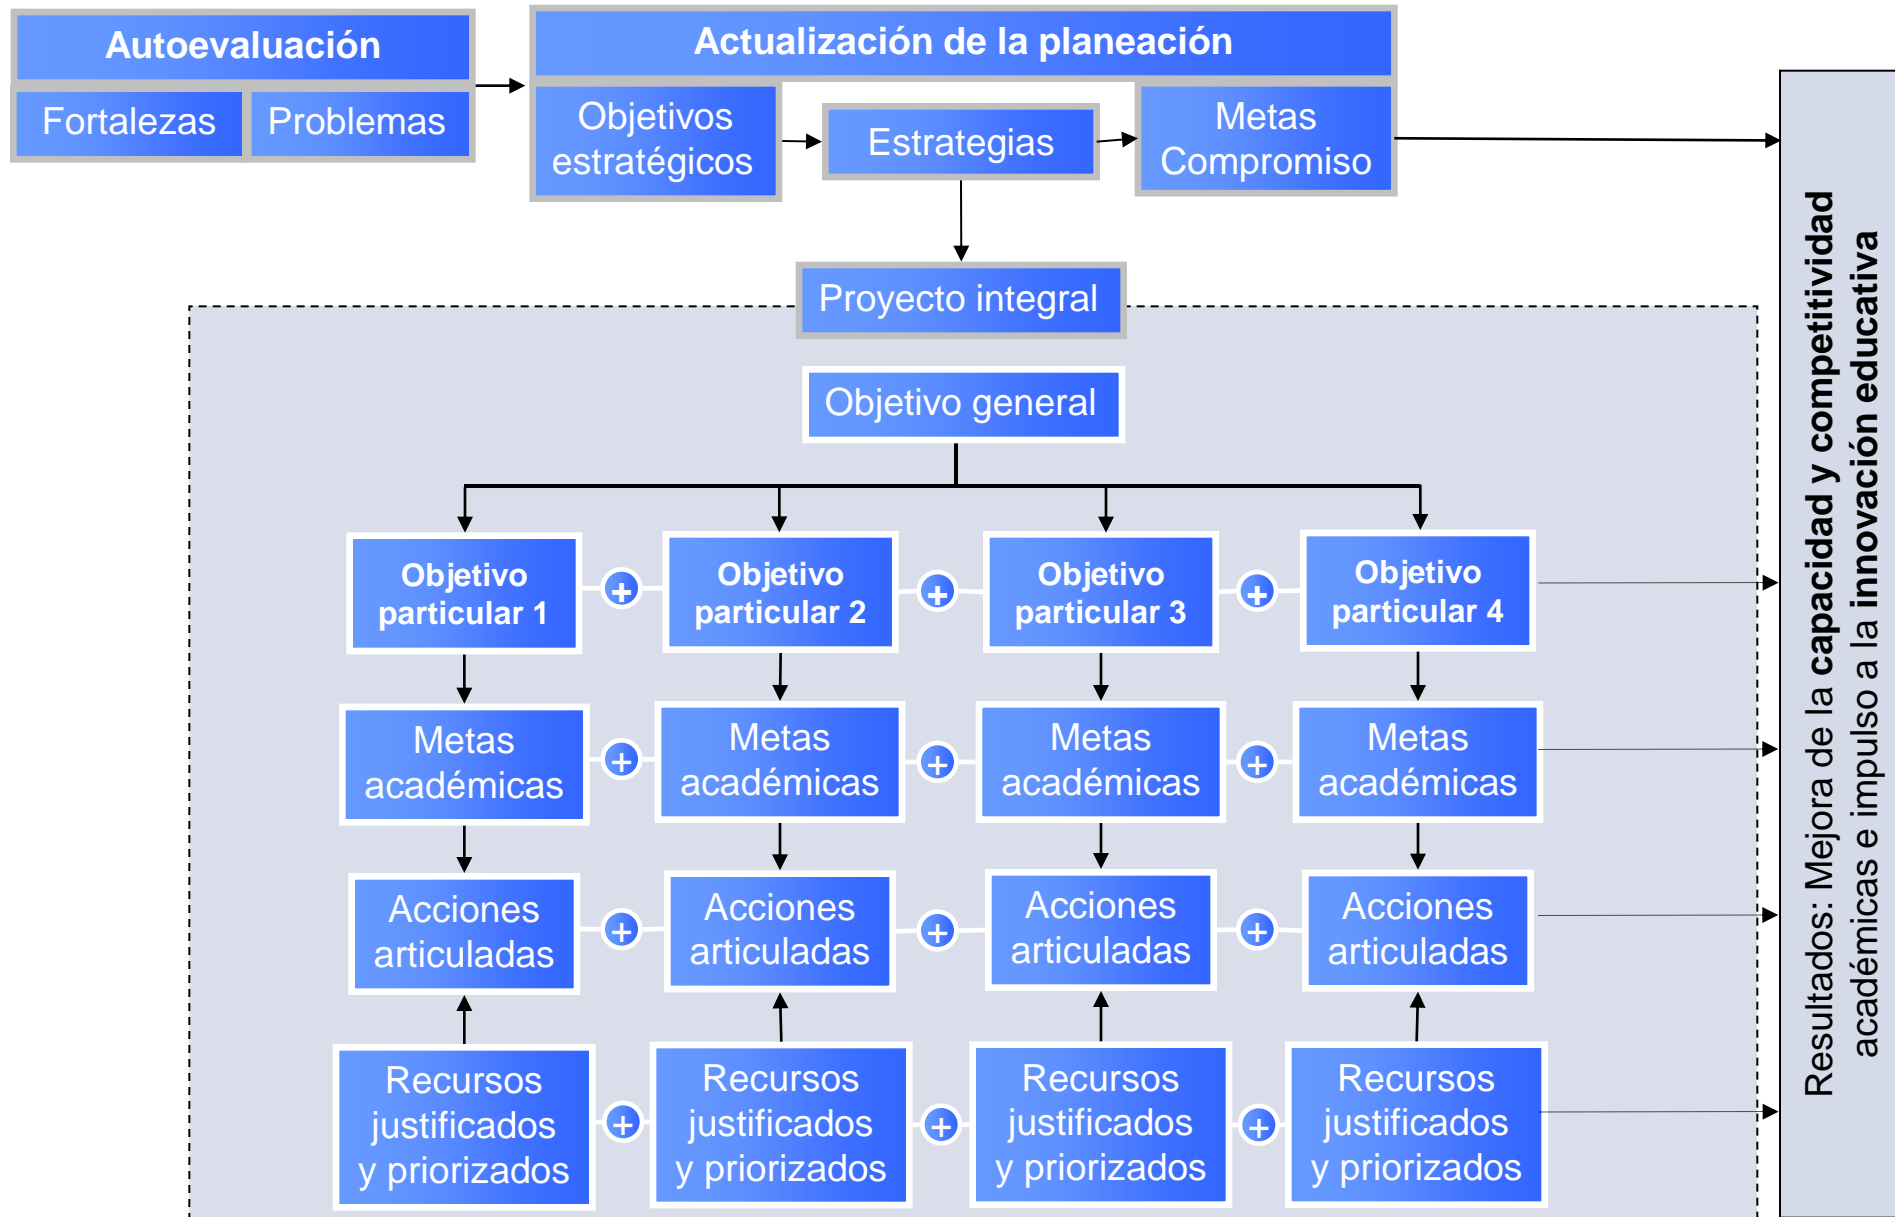 Autoevaluación
Fortalezas
Problemas
Actualización de la planeación
Objetivos
estratégicos
Estrategias
Metas
Compromiso
Proyecto integral
Objetivo general
Objetivo
particular 1
+
Objetivo
particular 2
+
Objetivo
particular 3
+
Objetivo
particular 4
Metas
académicas
+
Metas
académicas
+
Metas
académicas
+
Metas
académicas
Acciones
articuladas
+
Acciones
articuladas
+
Acciones
articuladas
+
Acciones
articuladas
Recursos
justificados
y priorizados
+
Recursos
justificados
y priorizados
+
Recursos
justificados
y priorizados
+
Recursos
justificados
y priorizados
Resultados: Mejora de la capacidad y competitividad
académicas e impulso a la innovación educativa